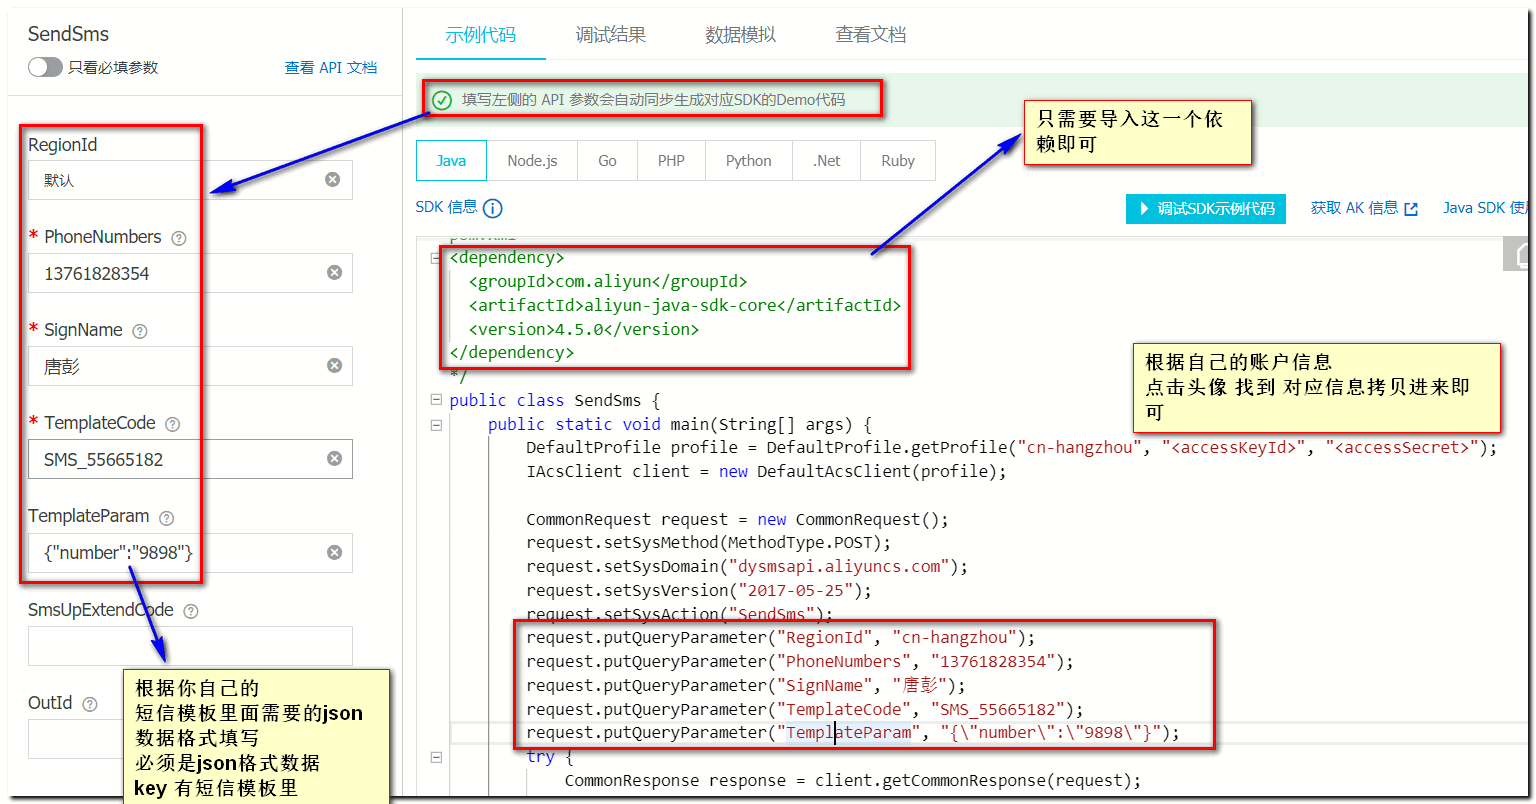 SendSms
只看必填参数
查看 API 文档
RegionId
默认
* PhoneNumbers
13761828354
* SignName
唐彭
* TemplateCode
SMS_55665182
TemplateParam
{"number":"9898"}
SmsUpExtendCode
OutId
根据你自己的
短信模板里面需要的json
数据格式填写
必须是json格式数据
key 有短信模板里
示例代码
调试结果
数据模拟
查看文档
填写左侧的 API 参数会自动同步生成对应SDK的Demo代码
只需要导入这一个依
赖即可
Java
Node.js
Go
PHP
Python
.Net
Ruby
SDK 信息
调试SDK示例代码
获取 AK 信息
Java SDK 使用
<dependency>
<groupId>com.aliyun</groupId>
<artifactId>aliyun-java-sdk-core</artifactId>
<version>4.5.0</version>
</dependency>
*/
根据自己的账户信息
点击头像 找到 对应信息拷贝进来即
可
public class SendSms {
public static void main(String[] args) {
DefaultProfile profile = DefaultProfile.getProfile("cn-hangzhou", "<accessKeyId>", "<accessSecret>");
IAcsClient client = new DefaultAcsClient(profile);
CommonRequest request = new CommonRequest();
request.setSysMethod(MethodType.POST);
request.setSysDomain("dysmsapi.aliyuncs.com");
request.setSysVersion("2017-05-25");
request.setSysAction("SendSms");
request.putQueryParameter("RegionId", "cn-hangzhou");
request.putQueryParameter("PhoneNumbers", "13761828354");
request.putQueryParameter("SignName", "唐彭");
request.putQueryParameter("TemplateCode", "SMS_55665182");
request.putQueryParameter("TemplateParam", "{\"number\":\"9898\"}");
try {
CommonResponse response = client.getCommonResponse(request);